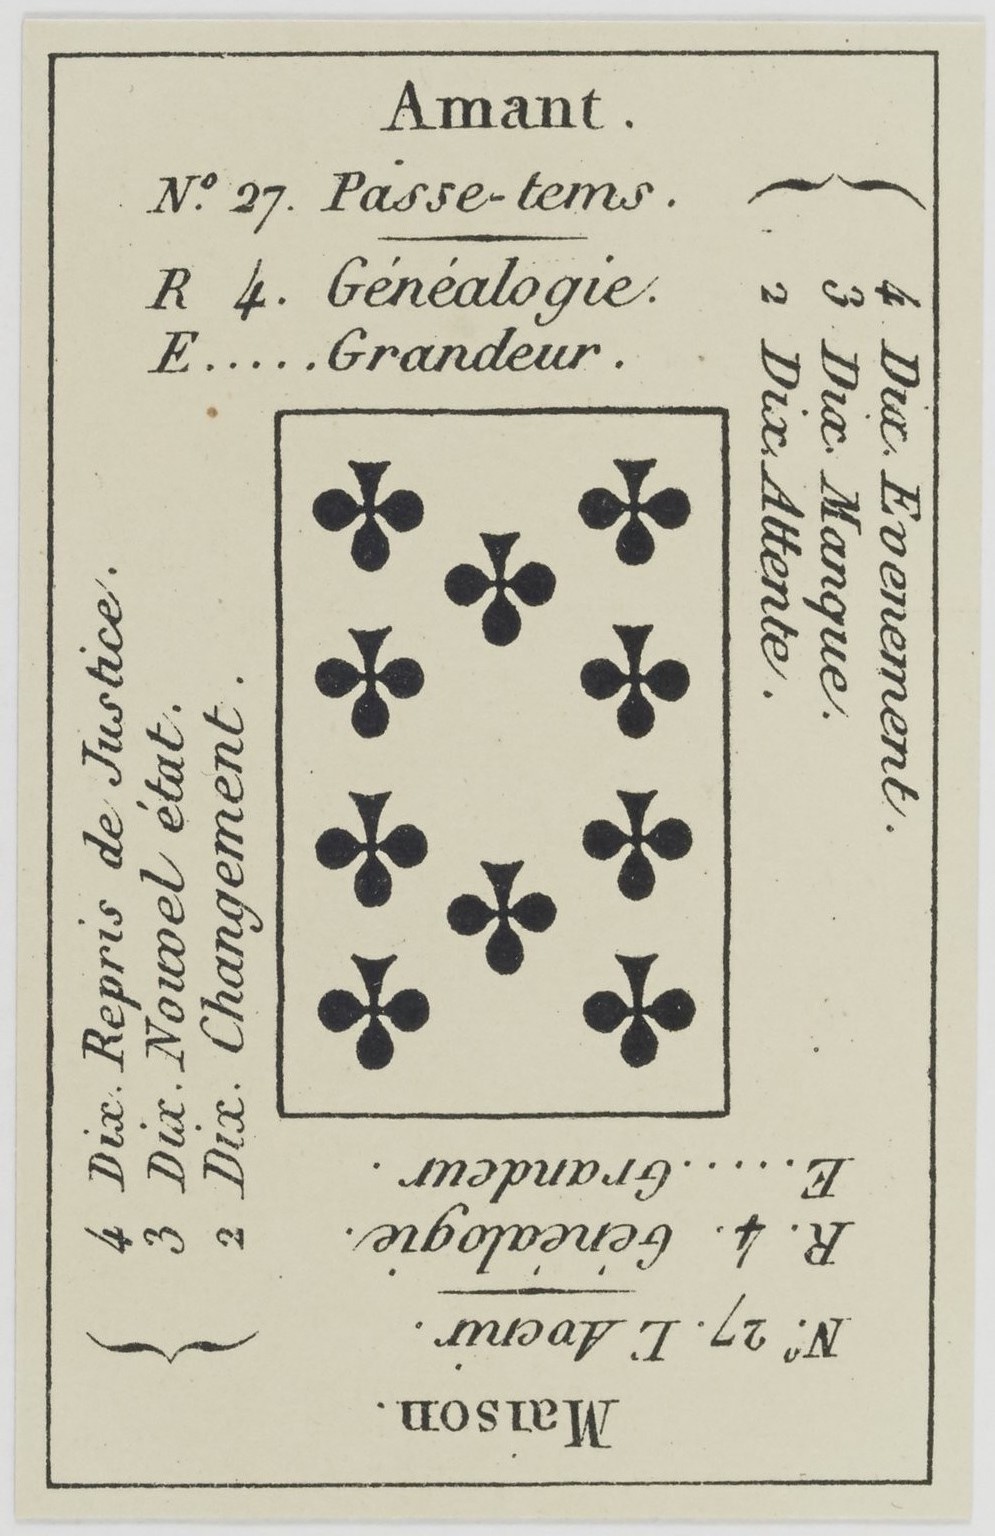 Amant.
N.º 27. Passe-tems.
R 4. Généalogie.
E.....Grandeur.
4 Dix. Evenement.
3 Dix. Manque.
2 Dix. Attente.
4 Dix. Repris de Justice.
3 Dix. Nouvel état.
2 Dix. Changement.
Maison.
N.º 27. L'Avenir.
R. 4. Généalogie.
E.....Grandeur.